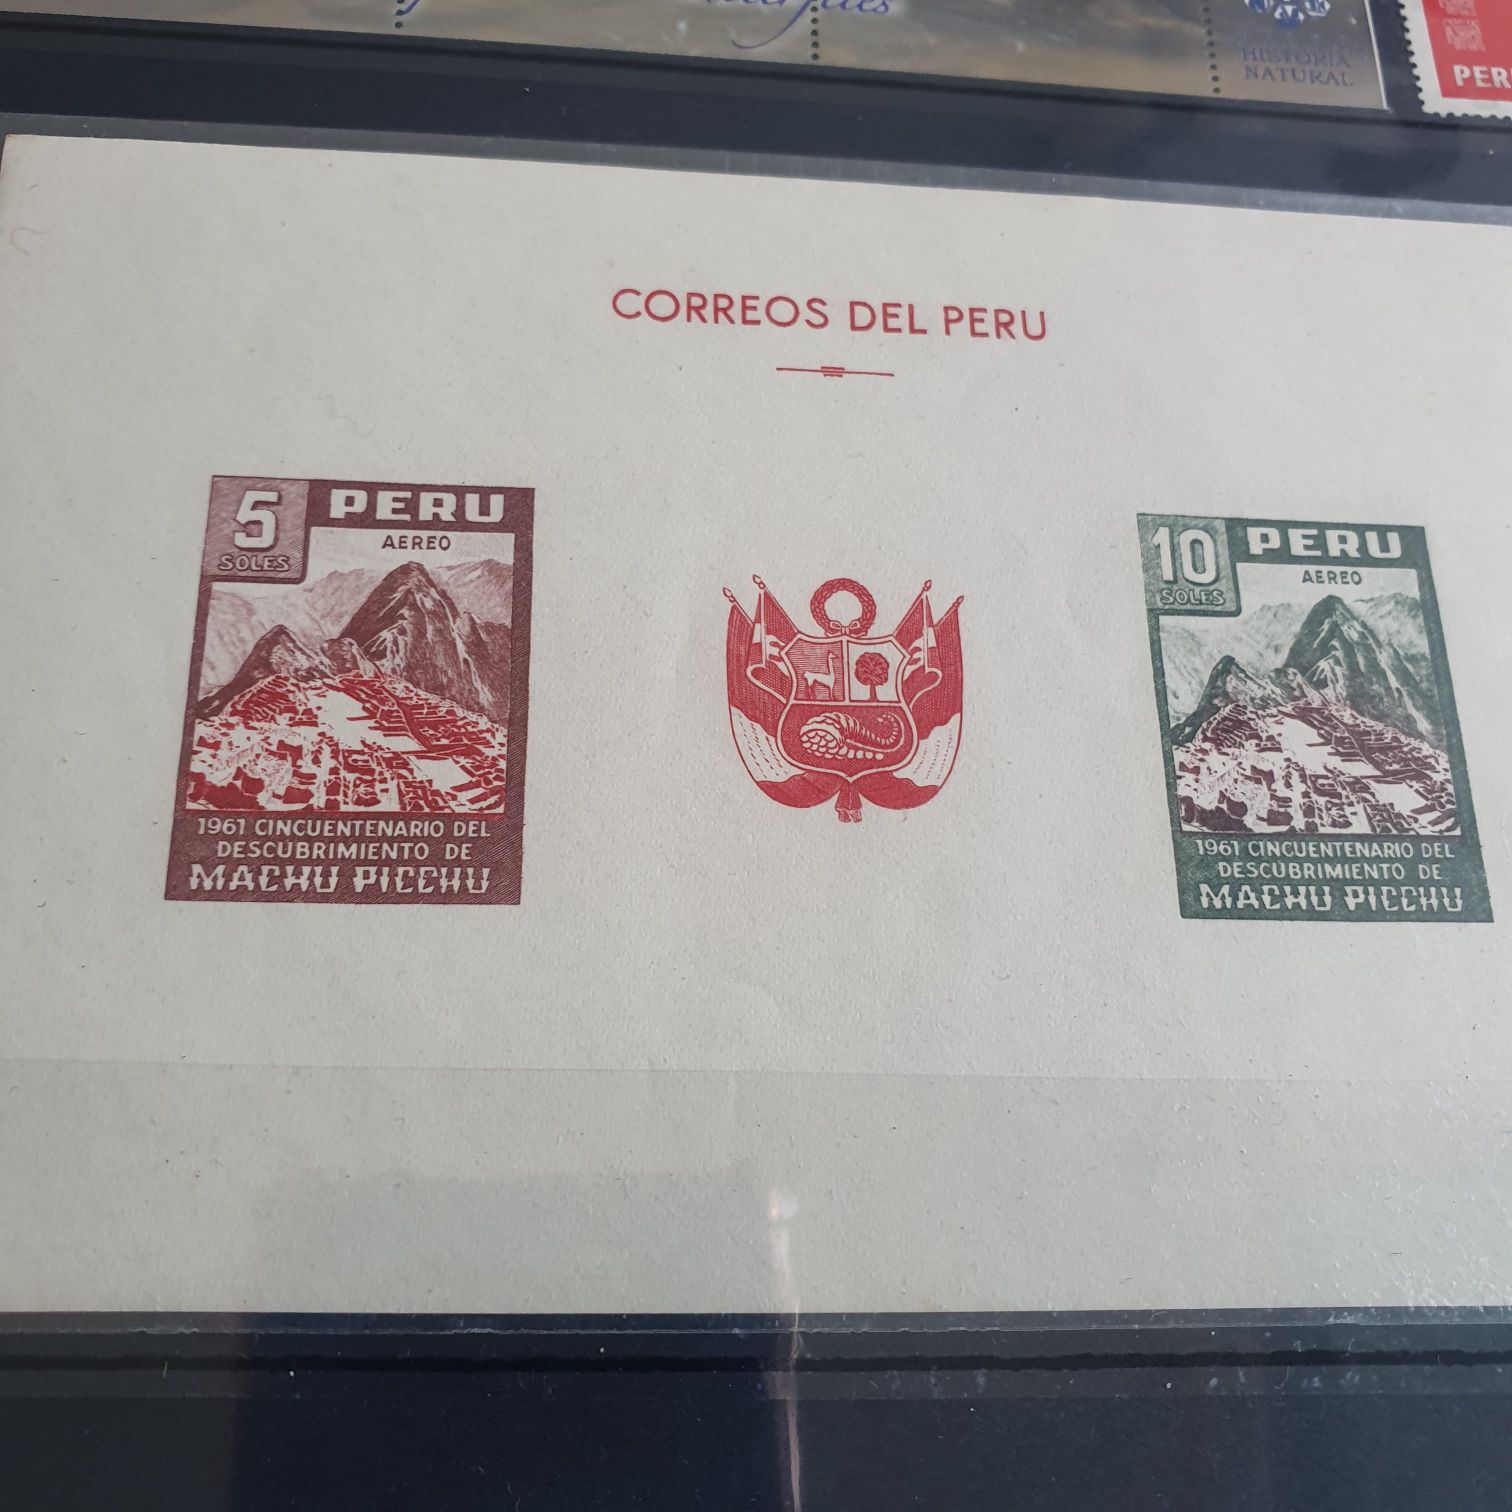 HISTORIA
NATURAL
PER
CORREOS DEL PERU
5
SOLES
PERU
AEREO
1961 CINCUENTENARIO DEL
DESCUBRIMIENTO DE
MACHU PICCHU
10
SOLES
PERU
AEREO
1961 CINCUENTENARIO DEL
DESCUBRIMIENTO DE
MACHU PICCHU